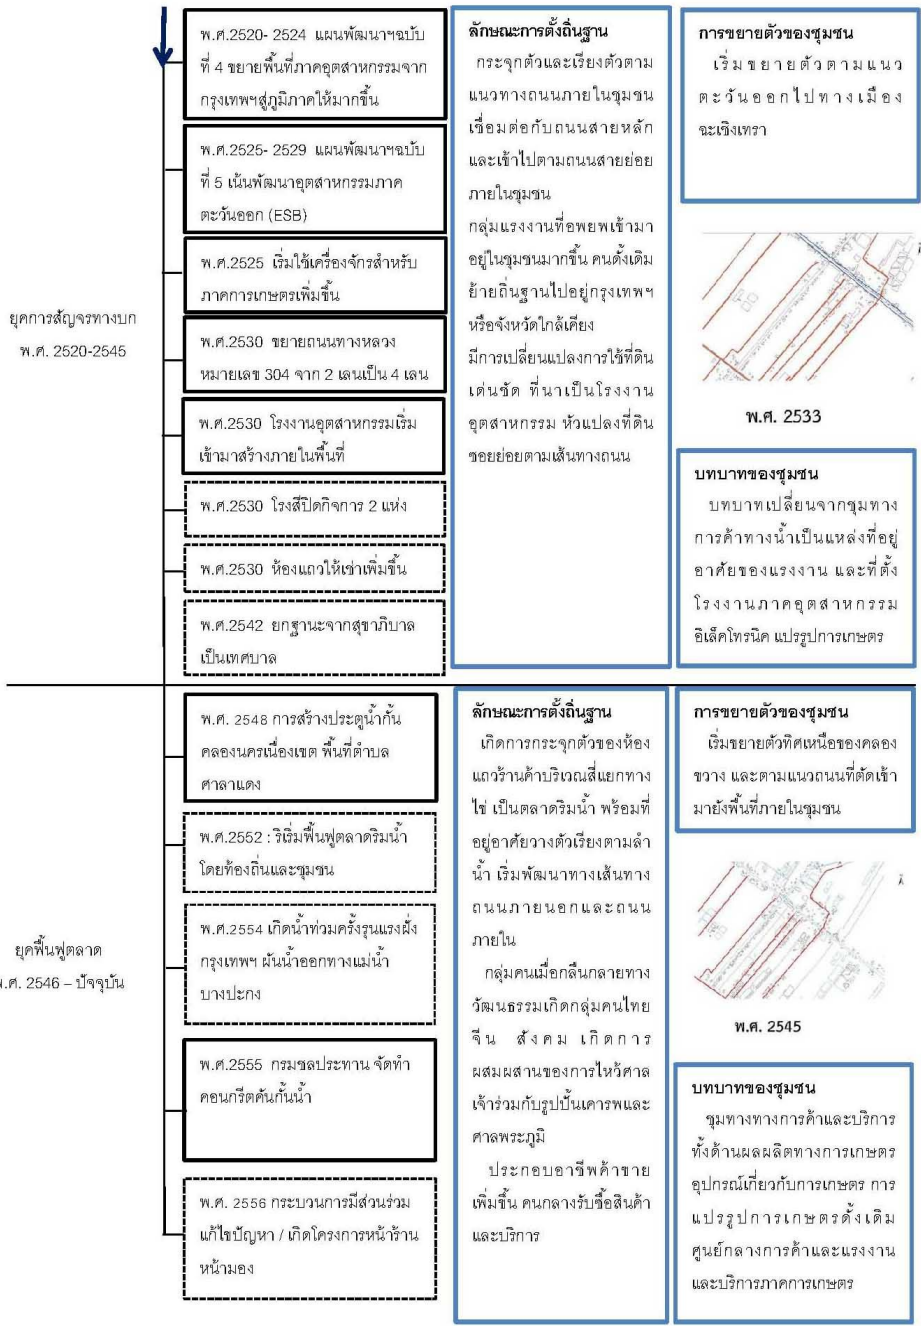 ยุคการสัญจรทางบก
พ.ศ. 2520-2545
พ.ศ.2520- 2524 แผนพัฒนาฯฉบับ
ที่ 4 ขยายพื้นที่ภาคอุตสาหกรรมจาก
กรุงเทพฯสู่ภูมิภาคให้มากขึ้น
พ.ศ.2525- 2529 แผนพัฒนาฯฉบับ
ที่ 5 เน้นพัฒนาอุตสาหกรรมภาค
ตะวันออก (ESB)
พ.ศ.2525 เริ่มใช้เครื่องจักรสำหรับ
ภาคการเกษตรเพิ่มขึ้น
พ.ศ.2530 ขยายถนนทางหลวง
หมายเลข 304 จาก 2 เลนเป็น 4 เลน
พ.ศ.2530 โรงงานอุตสาหกรรมเริ่ม
เข้ามาสร้างภายในพื้นที่
พ.ศ.2530 โรงสีปิดกิจการ 2 แห่ง
พ.ศ.2530 ห้องแถวให้เช่าเพิ่มขึ้น
พ.ศ.2542 ยกฐานะจากสุขาภิบาล
เป็นเทศบาล
ลักษณะการตั้งถิ่นฐาน
กระจุกตัวและเรียงตัวตาม
แนวทางถนนภายในชุมชน
เชื่อมต่อกับถนนสายหลัก
และเข้าไปตามถนนสายย่อย
ภายในชุมชน
กลุ่มแรงงานที่อพยพเข้ามา
อยู่ในชุมชนมากขึ้น คนดั้งเดิม
ย้ายถิ่นฐานไปอยู่กรุงเทพฯ
หรือจังหวัดใกล้เคียง
มีการเปลี่ยนแปลงการใช้ที่ดิน
เด่นชัด ที่นาเป็นโรงงาน
อุตสาหกรรม หัวแปลงที่ดิน
ซอยย่อยตามเส้นทางถนน
การขยายตัวของชุมชน
เริ่มขยายตัวตามแนว
ตะวันออกไปทางเมือง
ฉะเชิงเทรา
พ.ศ. 2533
บทบาทของชุมชน
บทบาทเปลี่ยนจากชุมทาง
การค้าทางน้ำเป็นแหล่งที่อยู่
อาศัยของแรงงาน และที่ตั้ง
โรงงานภาคอุตสาหกรรม
อิเล็คโทรนิค แปรรูปการเกษตร
ยุคฟื้นฟูตลาด
พ.ศ. 2546 – ปัจจุบัน
พ.ศ. 2548 การสร้างประตูน้ำกั้น
คลองนครเนื่องเขต พื้นที่ตำบล
ศาลาแดง
พ.ศ.2552 : ริเริ่มฟื้นฟูตลาดริมน้ำ
โดยท้องถิ่นและชุมชน
พ.ศ.2554 เกิดน้ำท่วมครั้งรุนแรงฝั่ง
กรุงเทพฯ ผันน้ำออกทางแม่น้ำ
บางปะกง
พ.ศ.2555 กรมชลประทาน จัดทำ
คอนกรีตคันกั้นน้ำ
พ.ศ. 2556 กระบวนการมีส่วนร่วม
แก้ไขปัญหา / เกิดโครงการหน้าร้าน
หน้ามอง
ลักษณะการตั้งถิ่นฐาน
เกิดการกระจุกตัวของห้อง
แถวร้านค้าบริเวณสี่แยกทา
ไข่ เป็นตลาดริมน้ำ พร้อมที่
อยู่อาศัยวางตัวเรียงตามลำ
น้ำ เริ่มพัฒนาทางเส้นทาง
ถนนภายนอกและถนน
ภายใน
กลุ่มคนเมื่อกลืนกลายทาง
วัฒนธรรมเกิดกลุ่มคนไทย
จีน สังคม เกิดการ
ผสมผสานของการไหว้ศาล
เจ้าร่วมกับรูปปั้นเคารพและ
ศาลพระภูมิ
ประกอบอาชีพค้าขาย
เพิ่มขึ้น คนกลางรับซื้อสินค้า
และบริการ
การขยายตัวของชุมชน
เริ่มขยายตัวทิศเหนือของคลอง
ขวาง และตามแนวถนนที่ตัดเข้า
มายังพื้นที่ภายในชุมชน
พ.ศ. 2545
บทบาทของชุมชน
ชุมทางทางการค้าและบริการ
ทั้งด้านผลผลิตทางการเกษตร
อุปกรณ์เกี่ยวกับการเกษตร การ
แปรรูปการเกษตรดั้งเดิม
ศูนย์กลางการค้าและแรงงาน
และบริการภาคการเกษตร